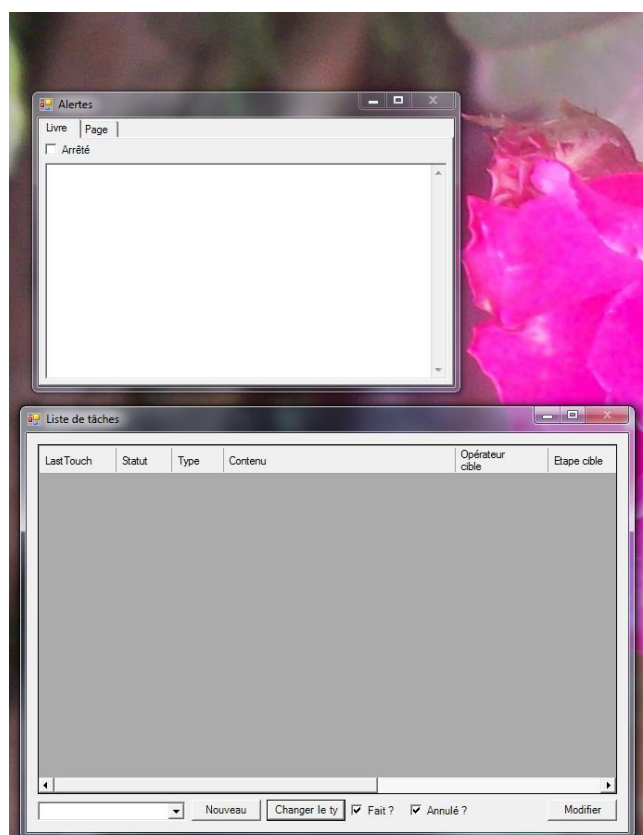 Alertes
Livre Page
Arrêté
Liste de tâches
LastTouch Statut Type Contenu Opérateur cible Etape cible
Nouveau Changer le ty Fait ? Annulé ? Modifier